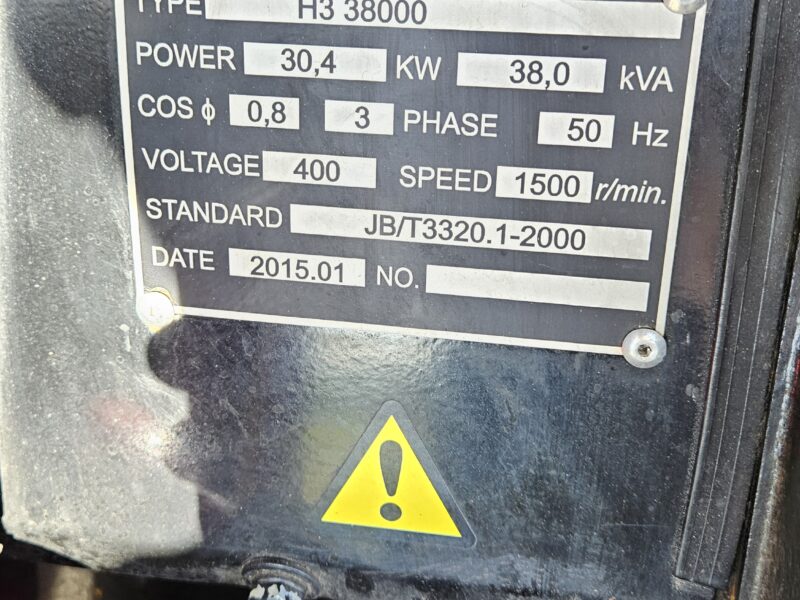 TYPE H3 38000
POWER 30,4 KW 38,0 kVA
COS ϕ 0,8 3 PHASE 50 Hz
VOLTAGE 400 SPEED 1500 r/min.
STANDARD JB/T3320.1-2000
DATE 2015.01 NO.
!